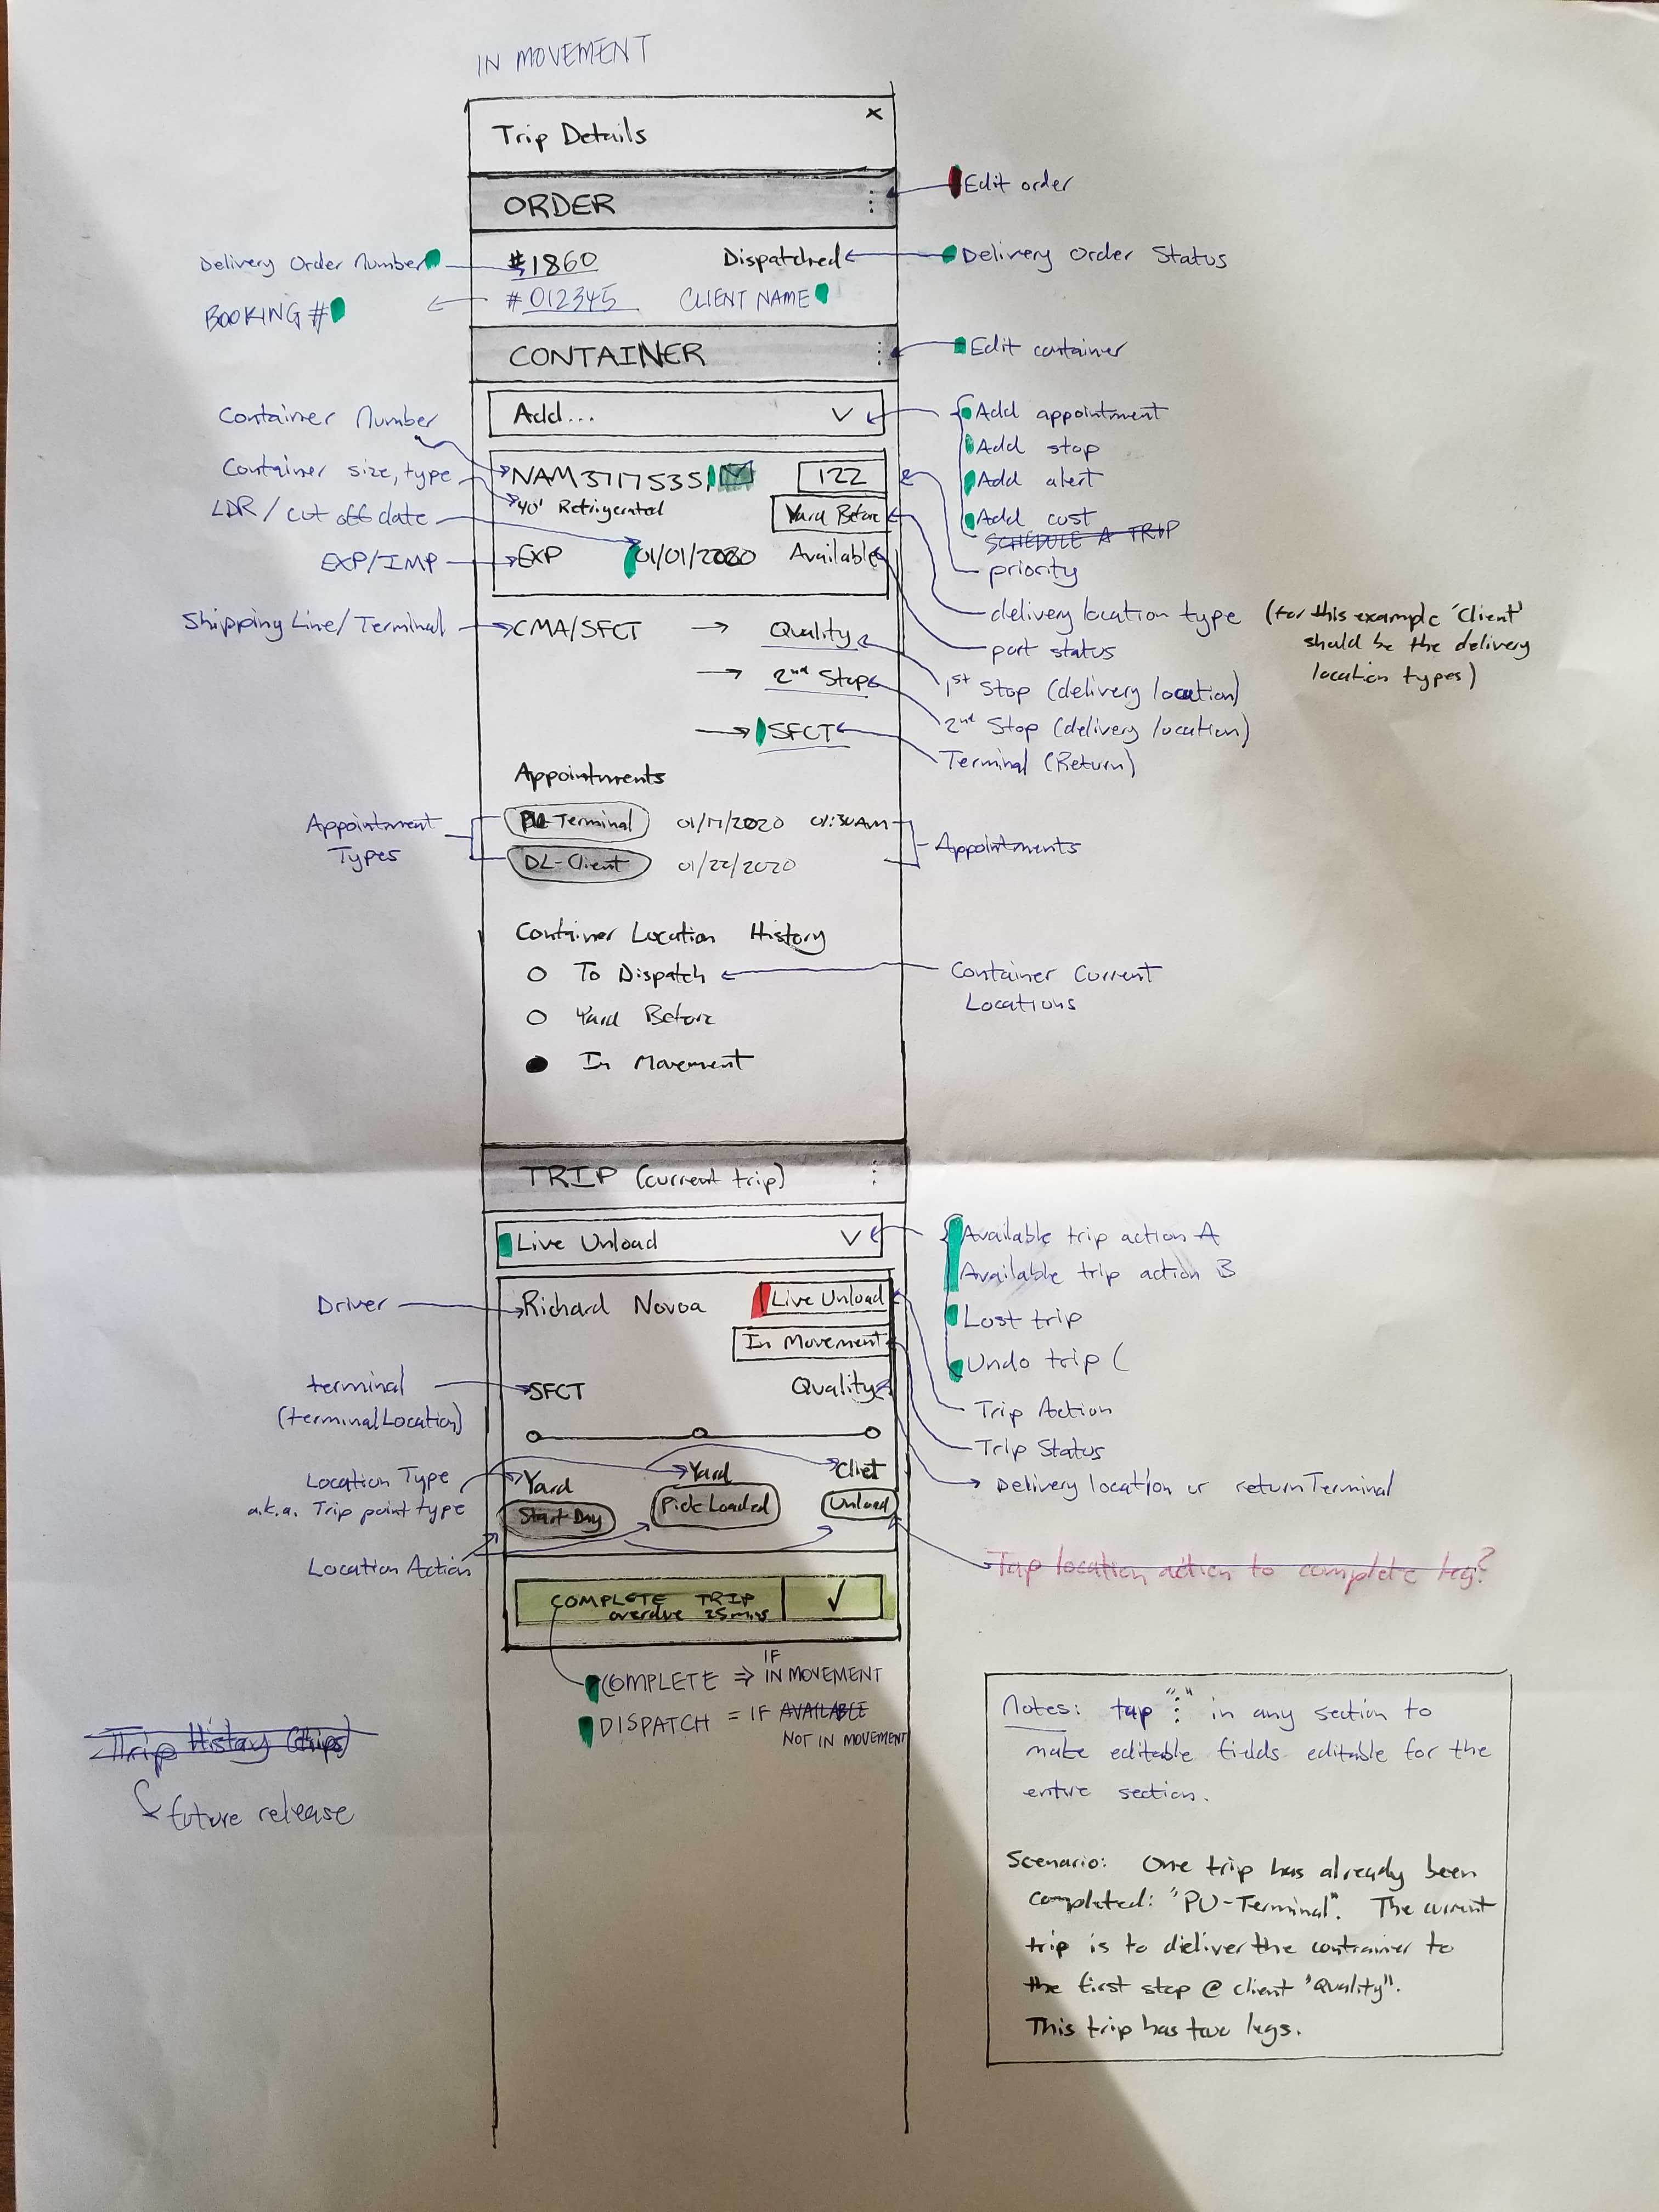 IN MOVEMENT
Trip Details x
ORDER ⋮
Edit order
Delivery Order Number
#1860 Dispatched
Delivery Order Status
BOOKING #
#012345 CLIENT NAME
CONTAINER ⋮
Edit container
Add... V
Add appointment
Add stop
Add alert
Add cost
SCHEDULE A TRIP
Container Number
NAM3717535 122
priority
Container size, type
40' Refrigerated Yard Before
delivery location type (For this example 'Client'
should be the delivery
location types)
LDR / cut off date
EXP/IMP
EXP 01/01/2020 Available
port status
Shipping Line/Terminal
CMA/SFCT → Quality
1st Stop (delivery location)
→ 2nd Stop
2nd Stop (delivery location)
→ SFCT
Terminal (Return)
Appointments
Appointment
Types
PU-Terminal 01/17/2020 01:30AM
DL-Client 01/22/2020
Appointments
Container Location History
To Dispatch
Container Current
Locations
Yard Before
In Movement
TRIP (current trip) ⋮
Live Unload V
Available trip action A
Available trip action B
Lost trip
Undo trip (
Driver
Richard Novoa Live Unload
Trip Action
In Movement
Trip Status
terminal
(terminalLocation)
SFCT Quality
Delivery location or returnTerminal
Location Type
a.k.a. Trip point type
Yard Yard Cliet
Start Day Pick Loaded Unload
Location Action
Tap location action to complete leg?
COMPLETE TRIP ✓
overdue 25 mins
COMPLETE ⇒ IF IN MOVEMENT
DISPATCH = IF AVAILABLE
NOT IN MOVEMENT
Trip History (trips)
future release
Notes: tap "⋮" in any section to
make editable fields editable for the
entire section.
Scenario: One trip has already been
completed: "PU-Terminal". The current
trip is to deliver the container to
the first stop @ client "Quality".
This trip has two legs.